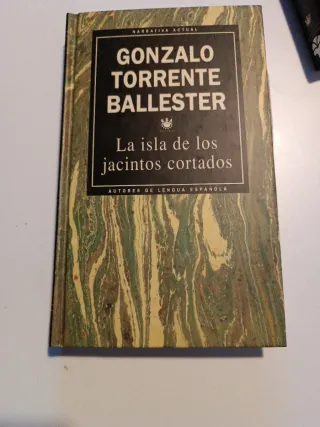 NARRATIVA ACTUAL
GONZALO
TORRENTE
BALLESTER
La isla de los
jacintos cortados
AUTORES DE LENGUA ESPAÑOLA